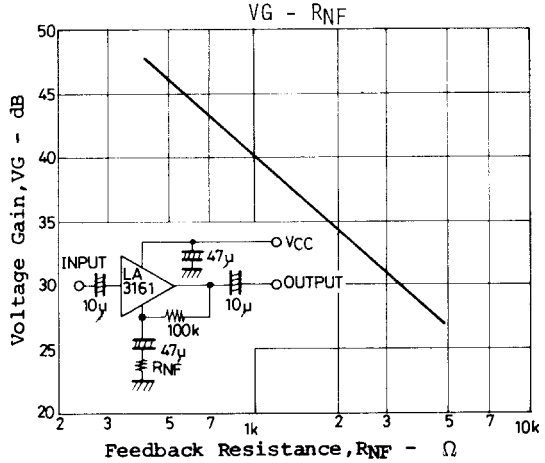 VG - RNF
Voltage Gain, VG - dB
50
45
40
35
30
25
20
INPUT
10μ
LA
3161
47μ
VCC
10μ
OUTPUT
100k
47μ
RNF
2 3 5 7 1k 2 3 5 7 10k
Feedback Resistance, RNF - Ω